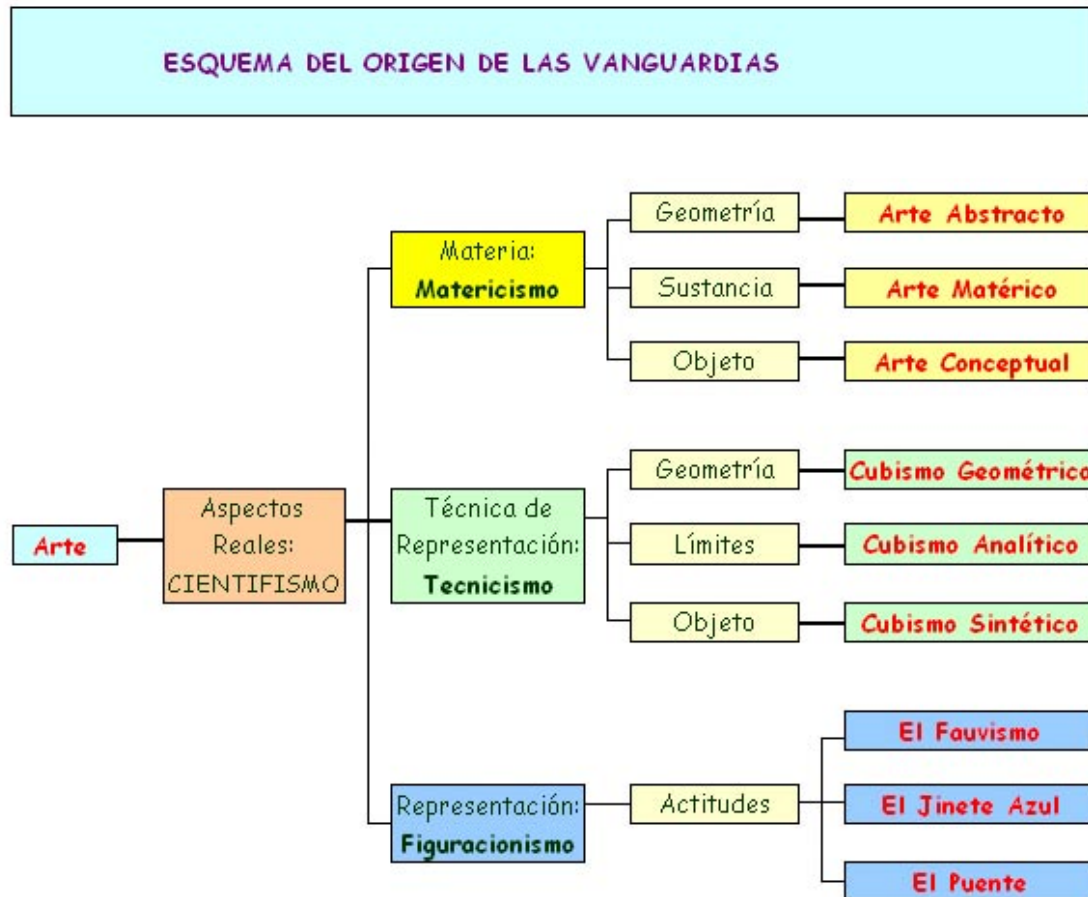 ESQUEMA DEL ORIGEN DE LAS VANGUARDIAS
Arte
Aspectos
Reales:
CIENTIFISMO
Materia:
Matericismo
Geometría
Arte Abstracto
Sustancia
Arte Matérico
Objeto
Arte Conceptual
Técnica de
Representación:
Tecnicismo
Geometría
Cubismo Geométrico
Límites
Cubismo Analítico
Objeto
Cubismo Sintético
Representación:
Figuracionismo
Actitudes
El Fauvismo
El Jinete Azul
El Puente